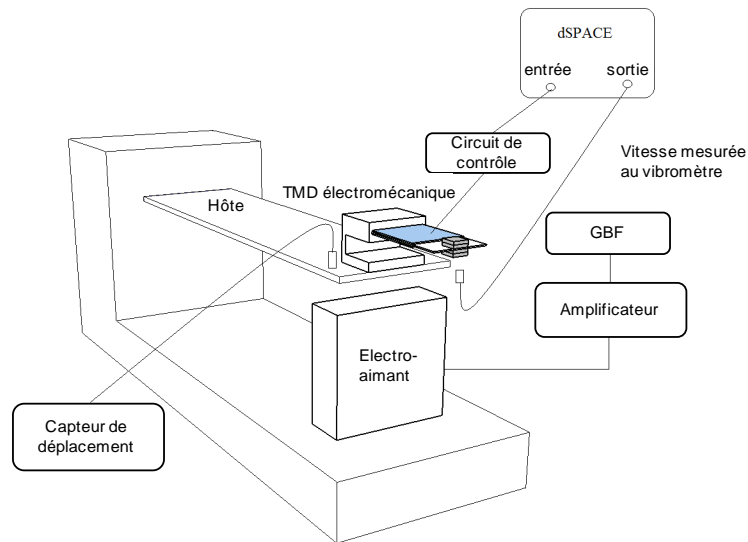 dSPACE
entrée sortie
Circuit de
contrôle
Vitesse mesurée
au vibromètre
TMD électromécanique
Hôte
GBF
Amplificateur
Electro-
aimant
Capteur de
déplacement